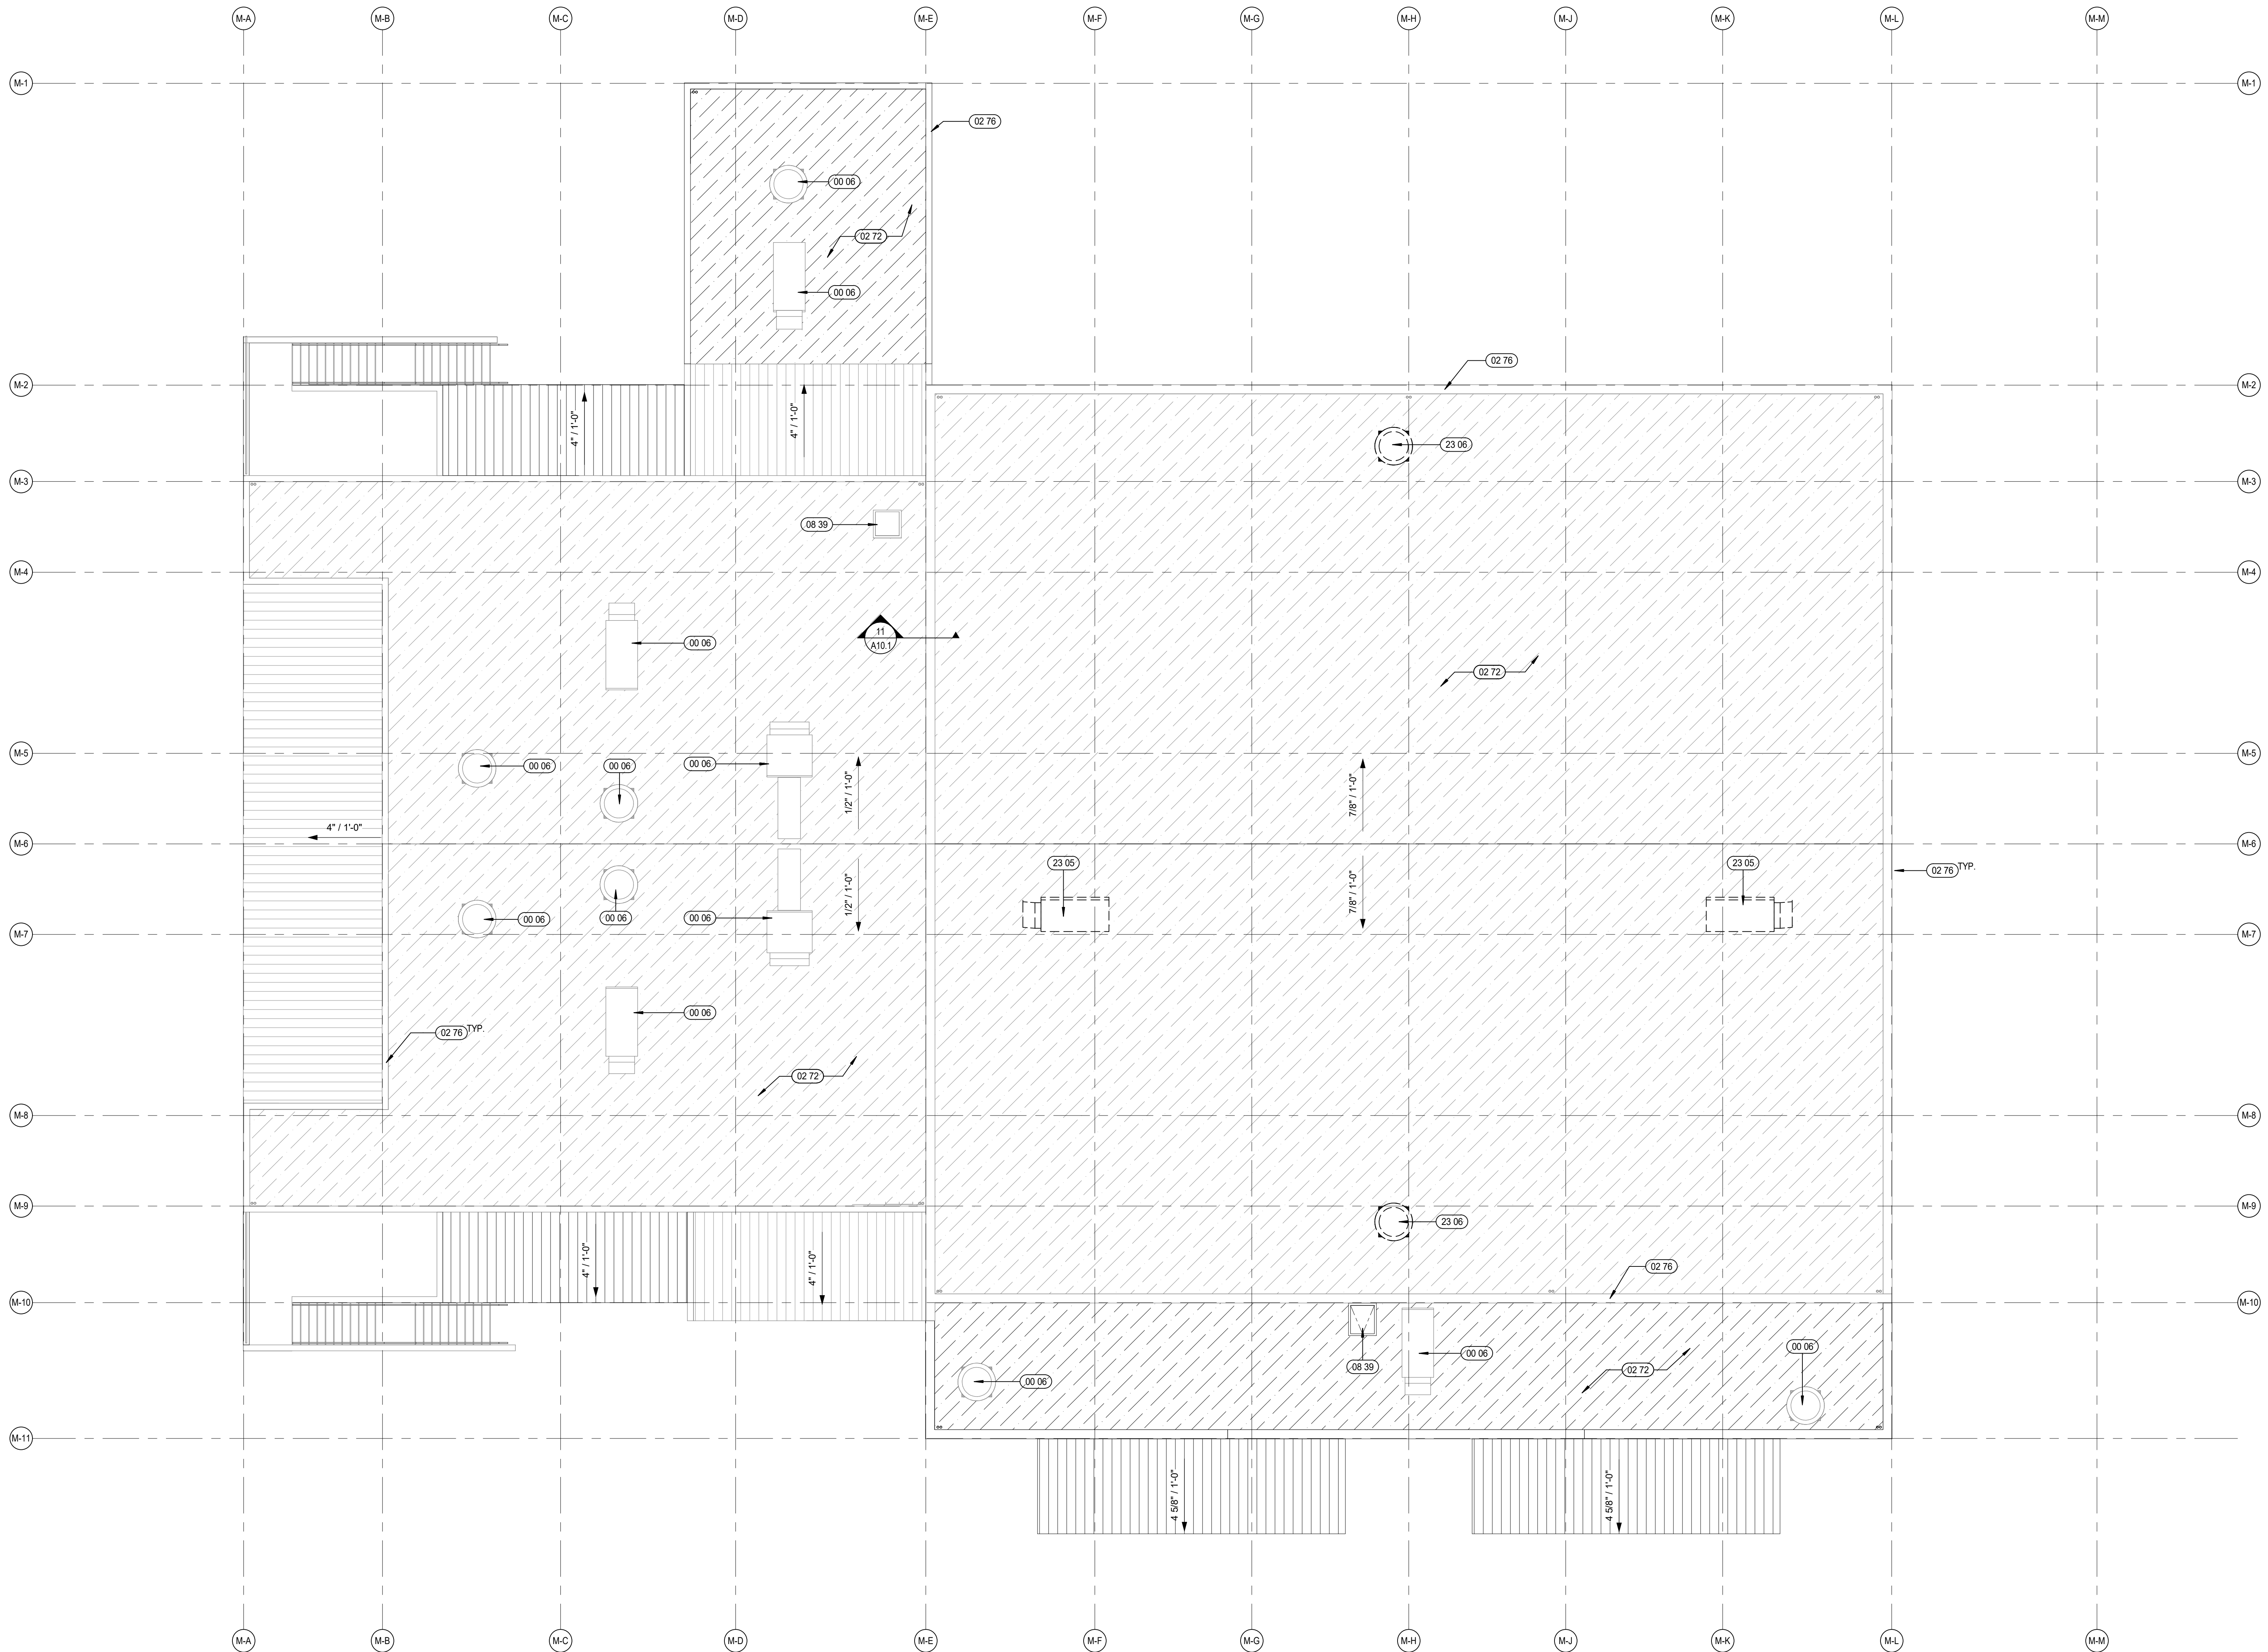 M-A M-B M-C M-D M-E M-F M-G M-H M-J M-K M-L M-M
M-1 M-1
02 76
00 06
02 72
00 06
02 76
M-2 M-2
4" / 1'-0" 4" / 1'-0"
23 06
M-3 M-3
08 39
M-4 M-4
11
A10.1
00 06
02 72
M-5 M-5
00 06 00 06 00 06
1/2" / 1'-0" 7/8" / 1'-0"
4" / 1'-0"
M-6 M-6
23 05 23 05
02 76 TYP.
1/2" / 1'-0" 7/8" / 1'-0"
00 06 00 06 00 06
M-7 M-7
00 06
02 76 TYP.
02 72
M-8 M-8
M-9 M-9
23 06
4" / 1'-0" 4" / 1'-0"
02 76
M-10 M-10
00 06
00 06
08 39
02 72
00 06
M-11
4 5/8" / 1'-0" 4 5/8" / 1'-0"
M-A M-B M-C M-D M-E M-F M-G M-H M-J M-K M-L M-M